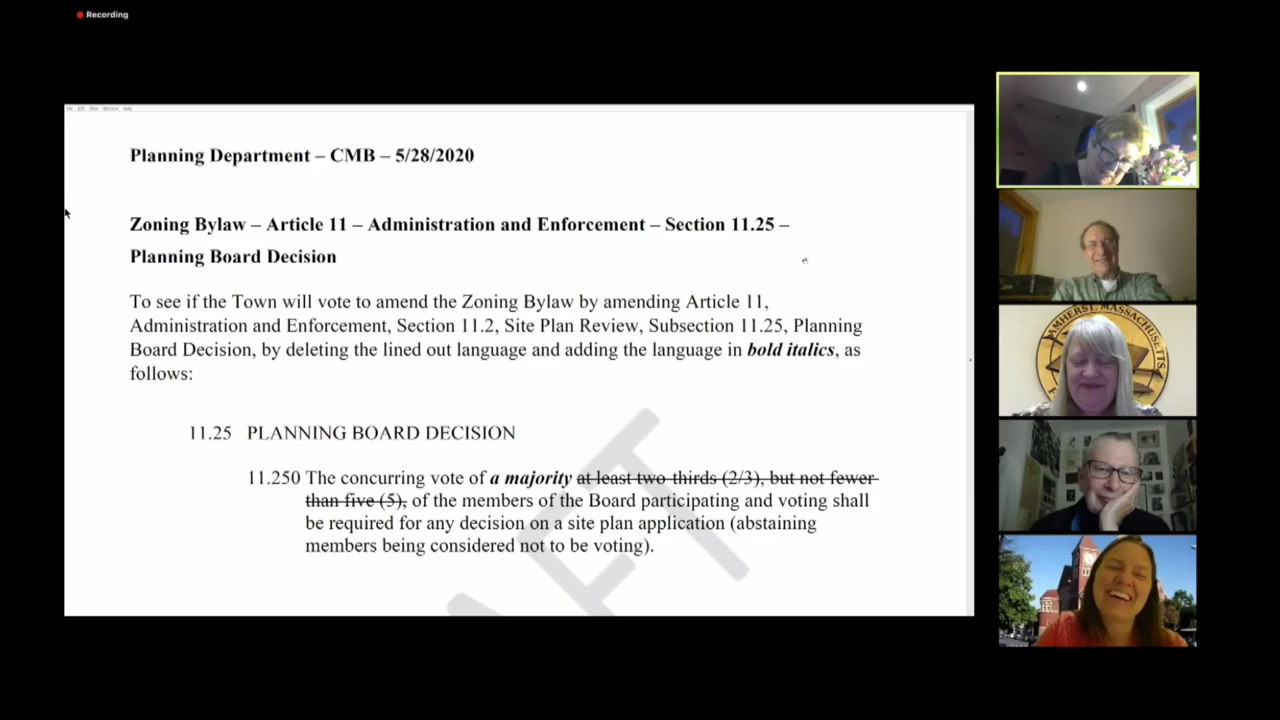 Recording
Planning Department – CMB – 5/28/2020
Zoning Bylaw – Article 11 – Administration and Enforcement – Section 11.25 –
Planning Board Decision
To see if the Town will vote to amend the Zoning Bylaw by amending Article 11,
Administration and Enforcement, Section 11.2, Site Plan Review, Subsection 11.25, Planning
Board Decision, by deleting the lined out language and adding the language in bold italics, as
follows:
11.25 PLANNING BOARD DECISION
11.250 The concurring vote of a majority at least two-thirds (2/3), but not fewer
than five (5), of the members of the Board participating and voting shall
be required for any decision on a site plan application (abstaining
members being considered not to be voting).
AFT
AMHERST, MASSACHUSETTS